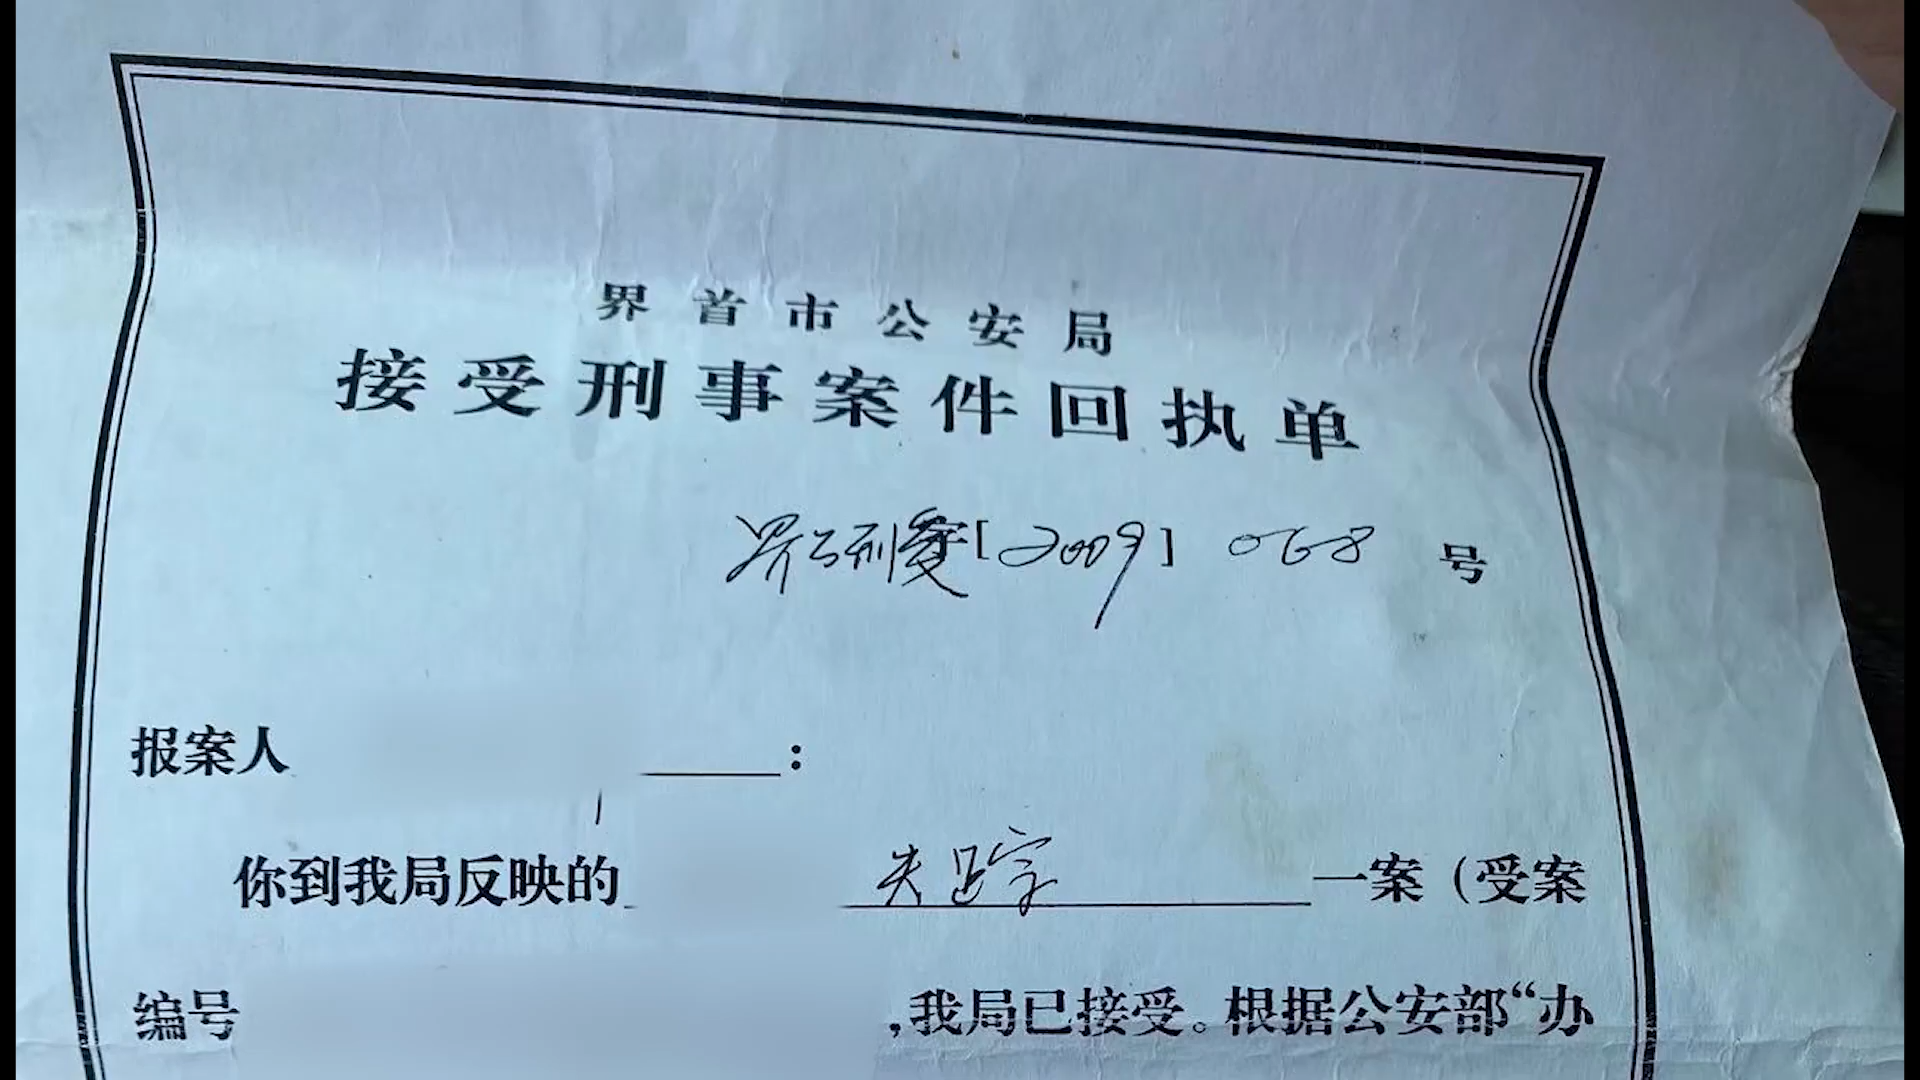 界首市公安局
接受刑事案件回执单
界公刑受[2009] 068 号
报案人 :
你到我局反映的 失踪 一案（受案
编号 ,我局已接受。根据公安部“办